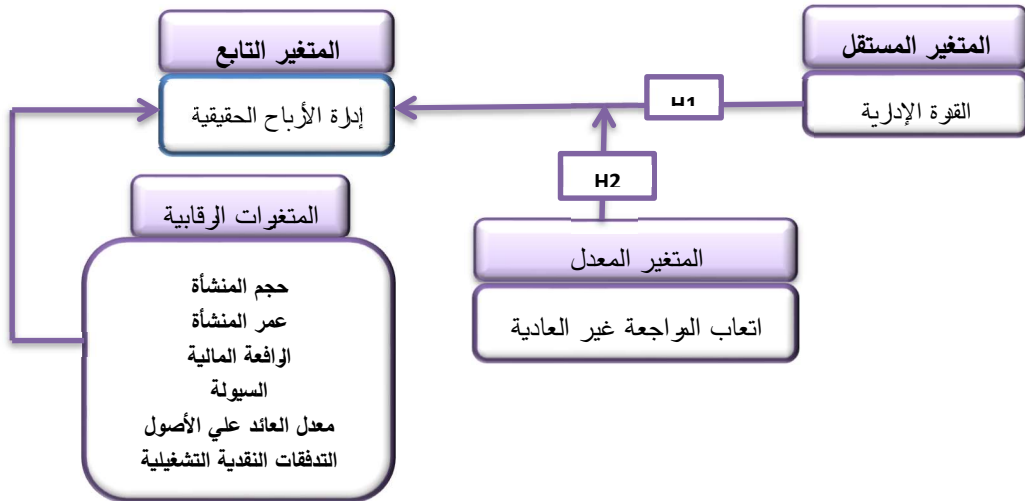 المتغير المستقل
القدرة الإدارية
H1
المتغير التابع
إدارة الأرباح الحقيقية
H2
المتغير المعدل
اتعاب المراجعة غير العادية
المتغيرات الرقابية
حجم المنشأة
عمر المنشأة
الرافعة المالية
السيولة
معدل العائد علي الأصول
التدفقات النقدية التشغيلية